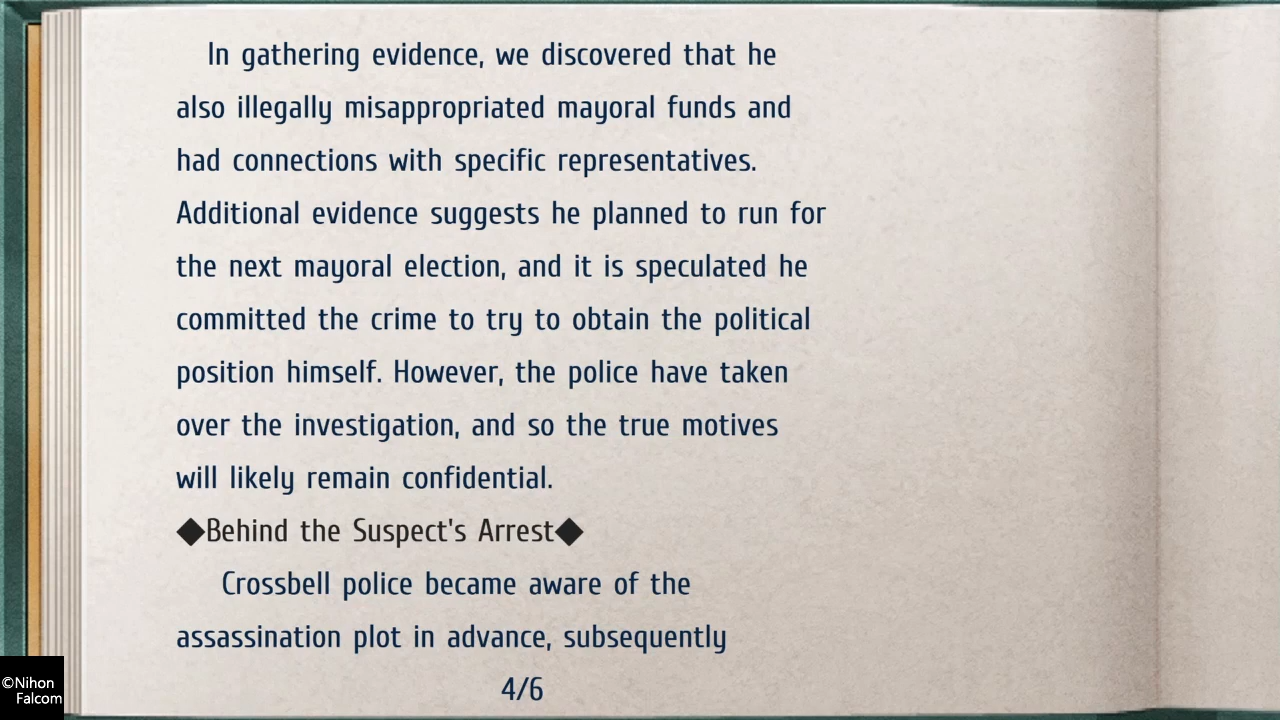 In gathering evidence, we discovered that he
also illegally misappropriated mayoral funds and
had connections with specific representatives.
Additional evidence suggests he planned to run for
the next mayoral election, and it is speculated he
committed the crime to try to obtain the political
position himself. However, the police have taken
over the investigation, and so the true motives
will likely remain confidential.
◆Behind the Suspect's Arrest◆
Crossbell police became aware of the
assassination plot in advance, subsequently
4/6
©Nihon
Falcom